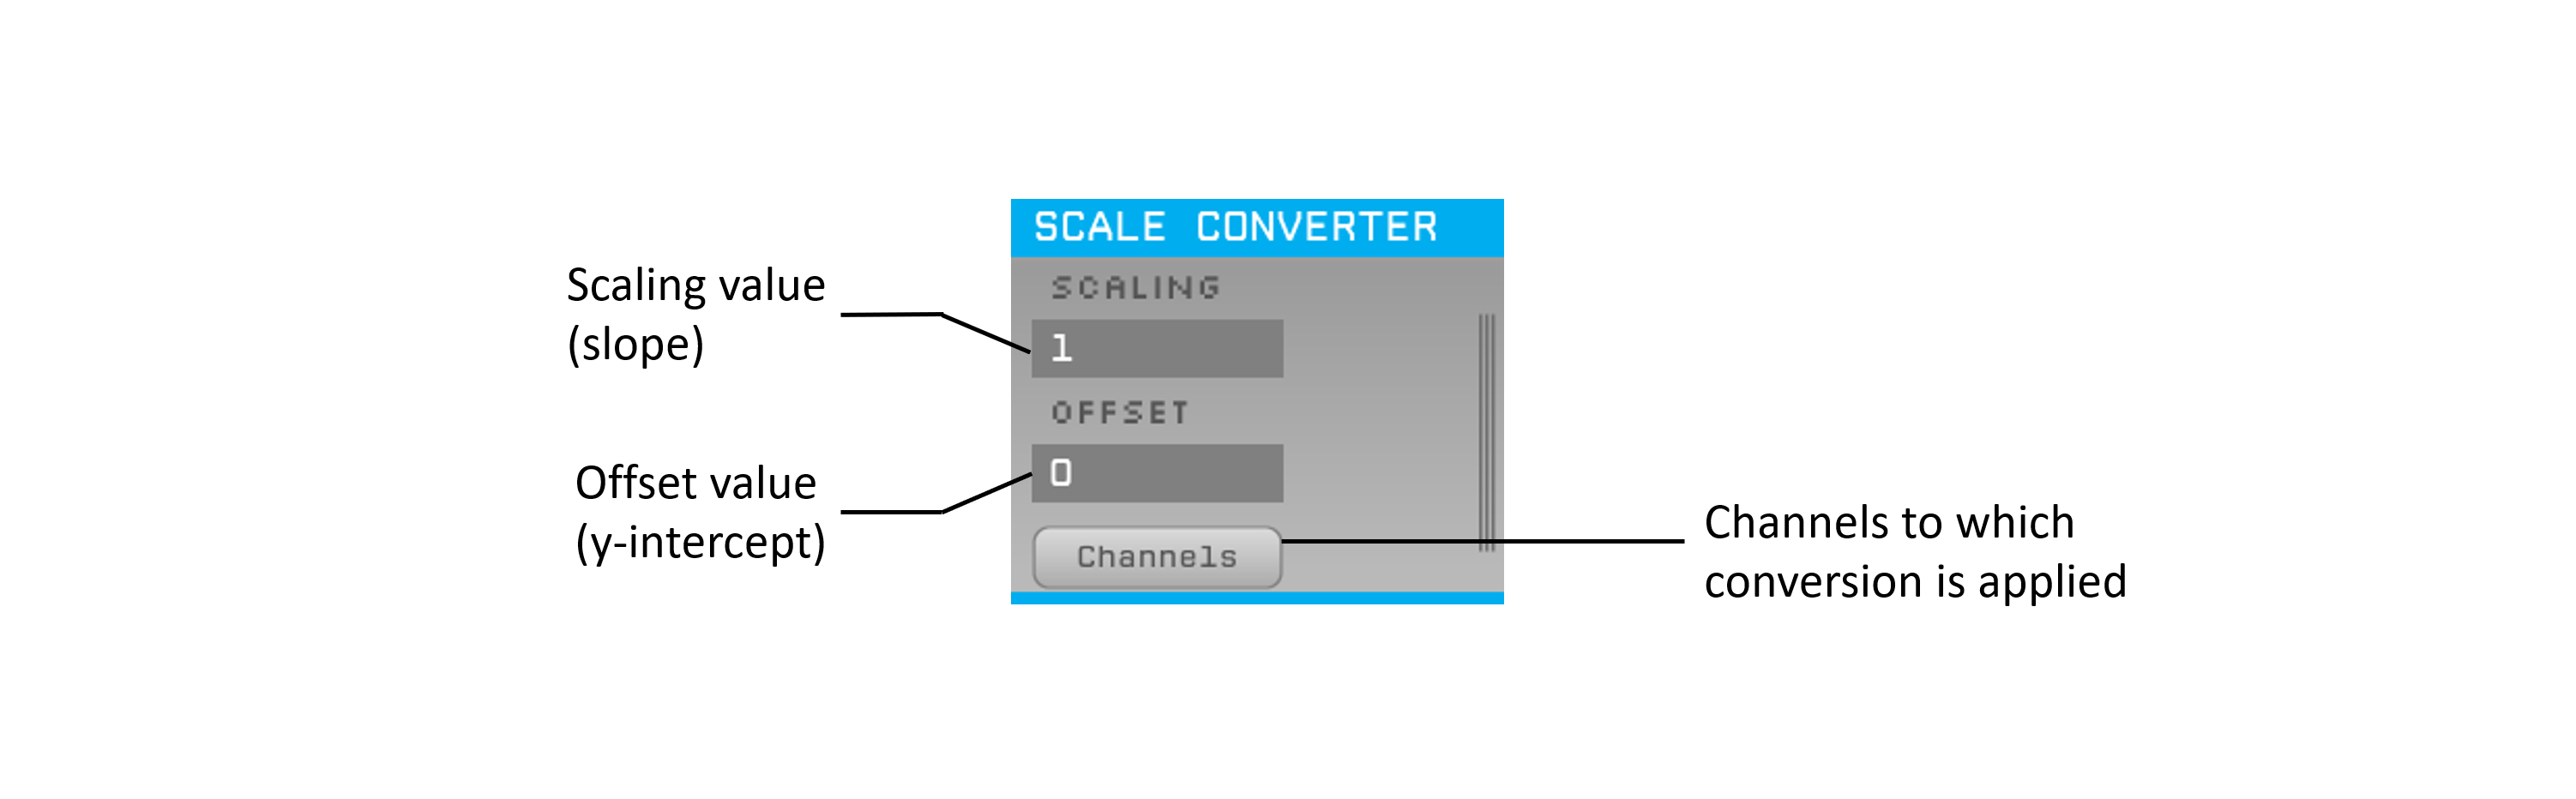 SCALE CONVERTER
Scaling value
(slope)
SCALING
1
OFFSET
Offset value
(y-intercept)
0
Channels
Channels to which
conversion is applied